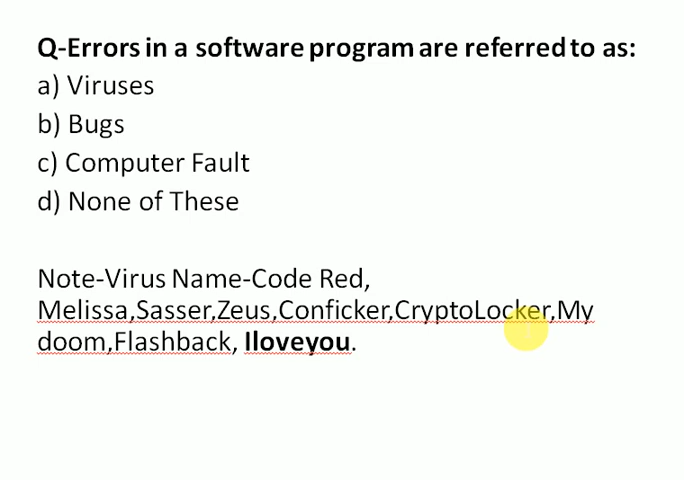 Q-Errors in a software program are referred to as:
a) Viruses
b) Bugs
c) Computer Fault
d) None of These
Note-Virus Name-Code Red,
Melissa,Sasser,Zeus,Conficker,CryptoLocker,My
doom,Flashback, Iloveyou.